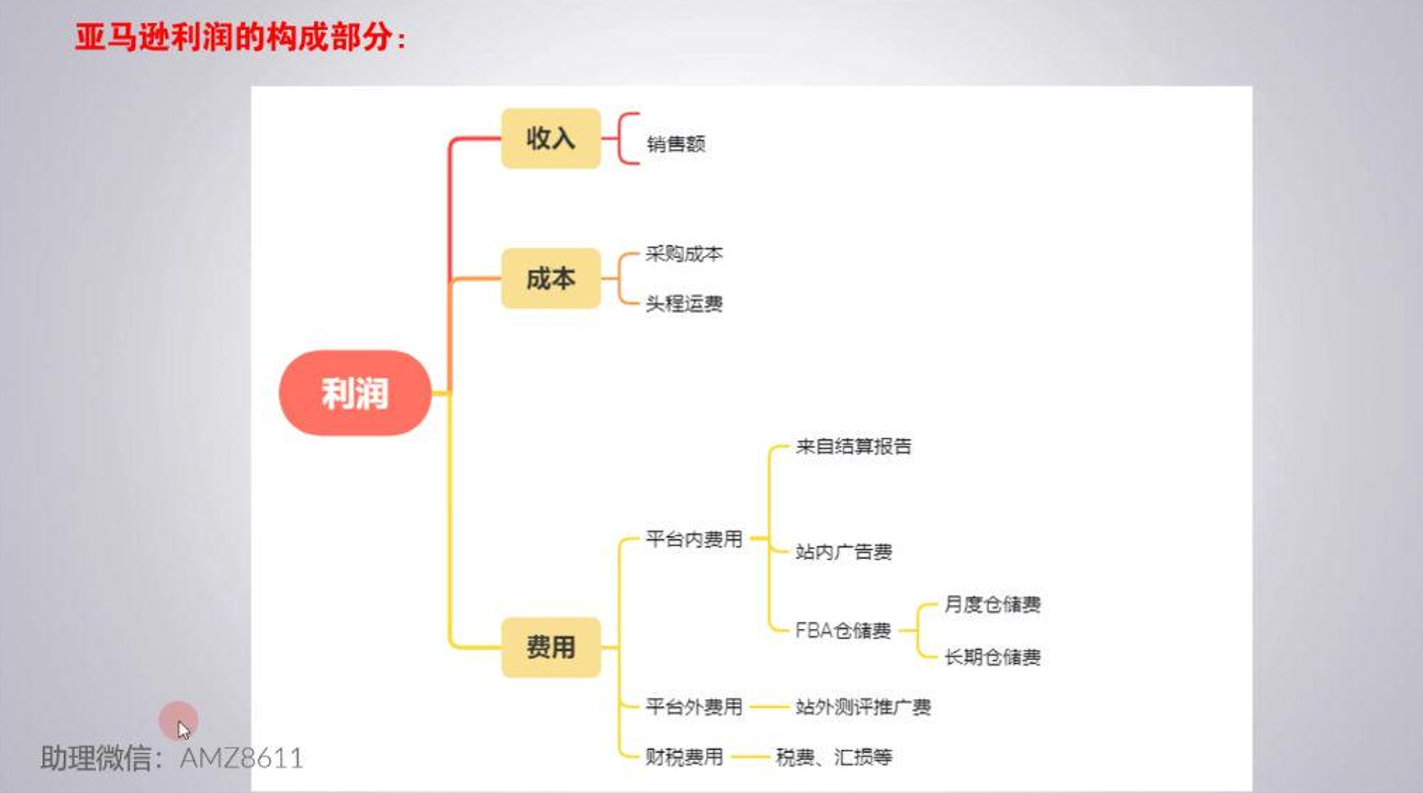 亚马逊利润的构成部分：
收入
销售额
采购成本
成本
头程运费
利润
来自结算报告
平台内费用
站内广告费
月度仓储费
FBA仓储费
长期仓储费
费用
平台外费用
站外测评推广费
财税费用
税费、汇损等
助理微信：AMZ8611